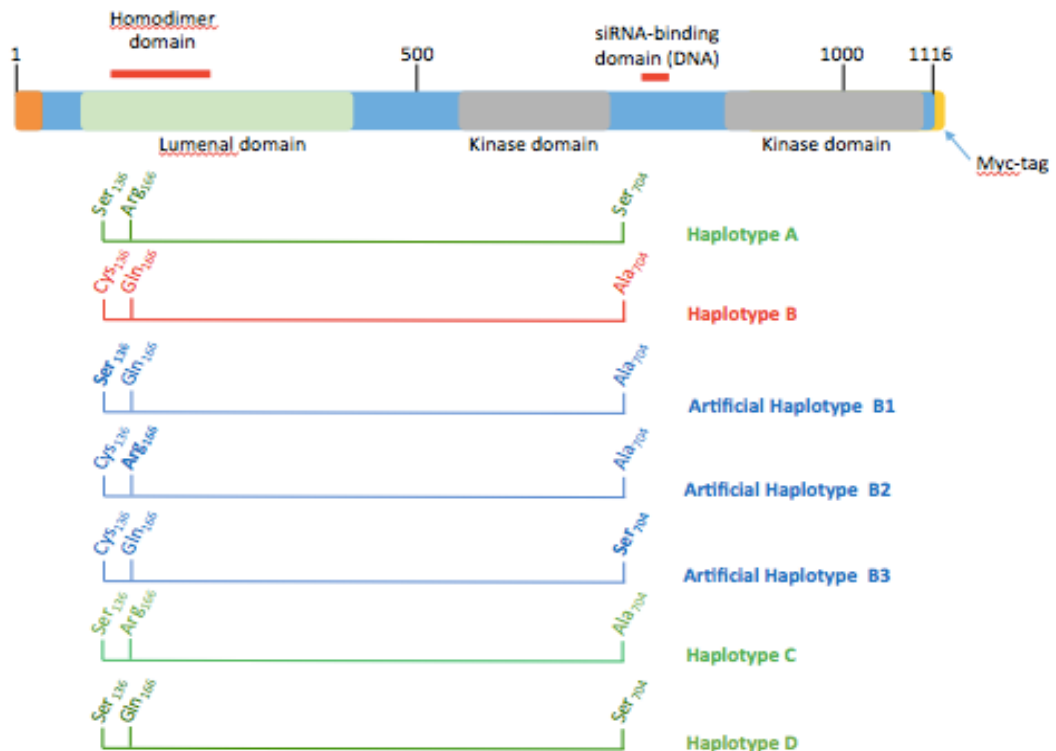 Homodimer
domain
siRNA-binding
domain (DNA)
1
500
1000
1116
Lumenal domain
Kinase domain
Kinase domain
Myc-tag
Ser136
Arg166
Ser704
Haplotype A
Cys136
Gln166
Ala704
Haplotype B
Ser136
Gln166
Ala704
Artificial Haplotype B1
Cys136
Arg166
Ala704
Artificial Haplotype B2
Cys136
Gln166
Ser704
Artificial Haplotype B3
Ser136
Arg166
Ala704
Haplotype C
Ser136
Gln166
Ser704
Haplotype D